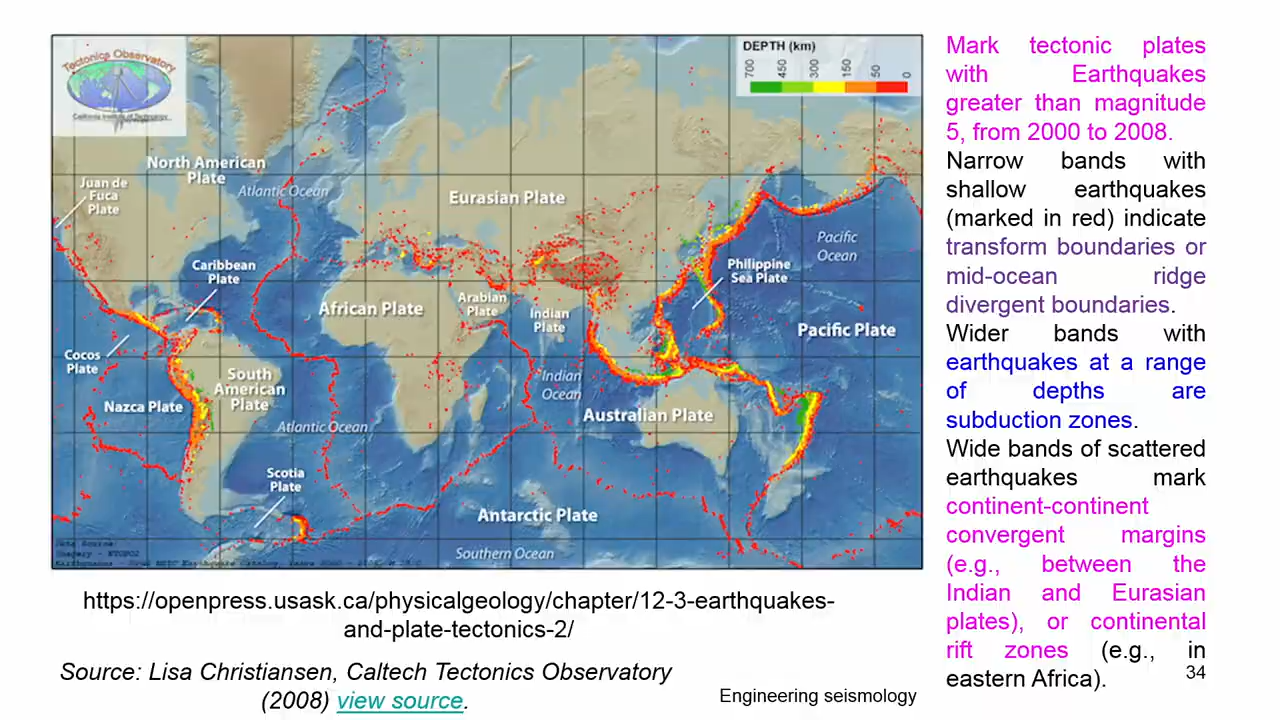 Tectonics Observatory
California Institute of Technology
DEPTH (km)
700 450 300 150 50 0
North American
Plate
Juan de
Fuca
Plate
Atlantic Ocean
Eurasian Plate
Pacific
Ocean
Caribbean
Plate
Philippine
Sea Plate
African Plate
Arabian
Plate
Indian
Plate
Pacific Plate
Cocos
Plate
South
American
Plate
Nazca Plate
Indian
Ocean
Australian Plate
Atlantic Ocean
Scotia
Plate
Antarctic Plate
Southern Ocean
Data Source:
Imagery - ETOPO2
https://openpress.usask.ca/physicalgeology/chapter/12-3-earthquakes-
and-plate-tectonics-2/
Source: Lisa Christiansen, Caltech Tectonics Observatory
(2008) view source.
Mark tectonic plates
with Earthquakes
greater than magnitude
5, from 2000 to 2008.
Narrow bands with
shallow earthquakes
(marked in red) indicate
transform boundaries or
mid-ocean ridge
divergent boundaries.
Wider bands with
earthquakes at a range
of depths are
subduction zones.
Wide bands of scattered
earthquakes mark
continent-continent
convergent margins
(e.g., between the
Indian and Eurasian
plates), or continental
rift zones (e.g., in
eastern Africa).
Engineering seismology
34